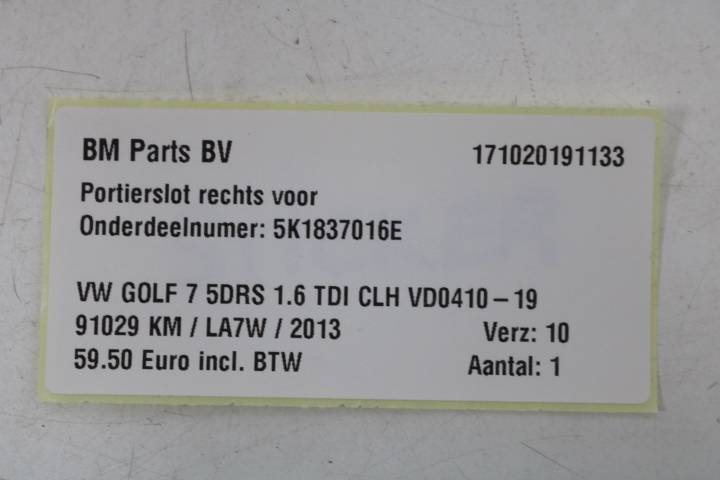 BM Parts BV 171020191133
Portierslot rechts voor
Onderdeelnumer: 5K1837016E
VW GOLF 7 5DRS 1.6 TDI CLH VD0410 – 19
91029 KM / LA7W / 2013 Verz: 10
59.50 Euro incl. BTW Aantal: 1